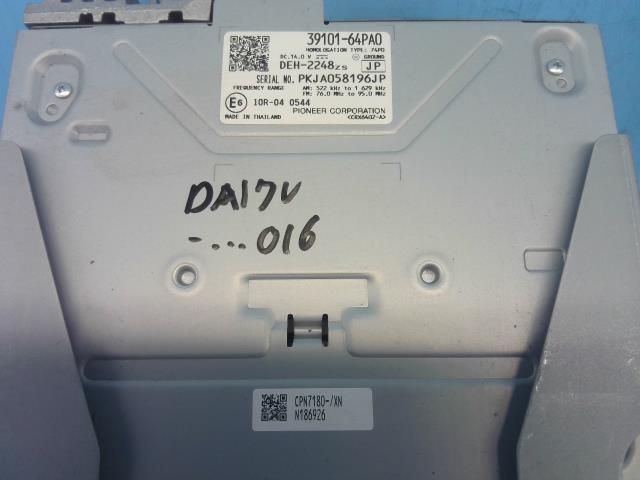 39101-64PA0
HOMOLOGATION TYPE: 74P0
DC 14.0 V GROUND
DEH-2248ZS JP
SERIAL NO. PKJA058196JP
FREQUENCY RANGE AM: 522 kHz to 1 629 kHz
FM: 76.0 MHz to 95.0 MHz
E6 10R-04 0544
PIONEER CORPORATION
MADE IN THAILAND <CRX6402-A>
DA17V
-...016
CPN7180-/XN
N186926